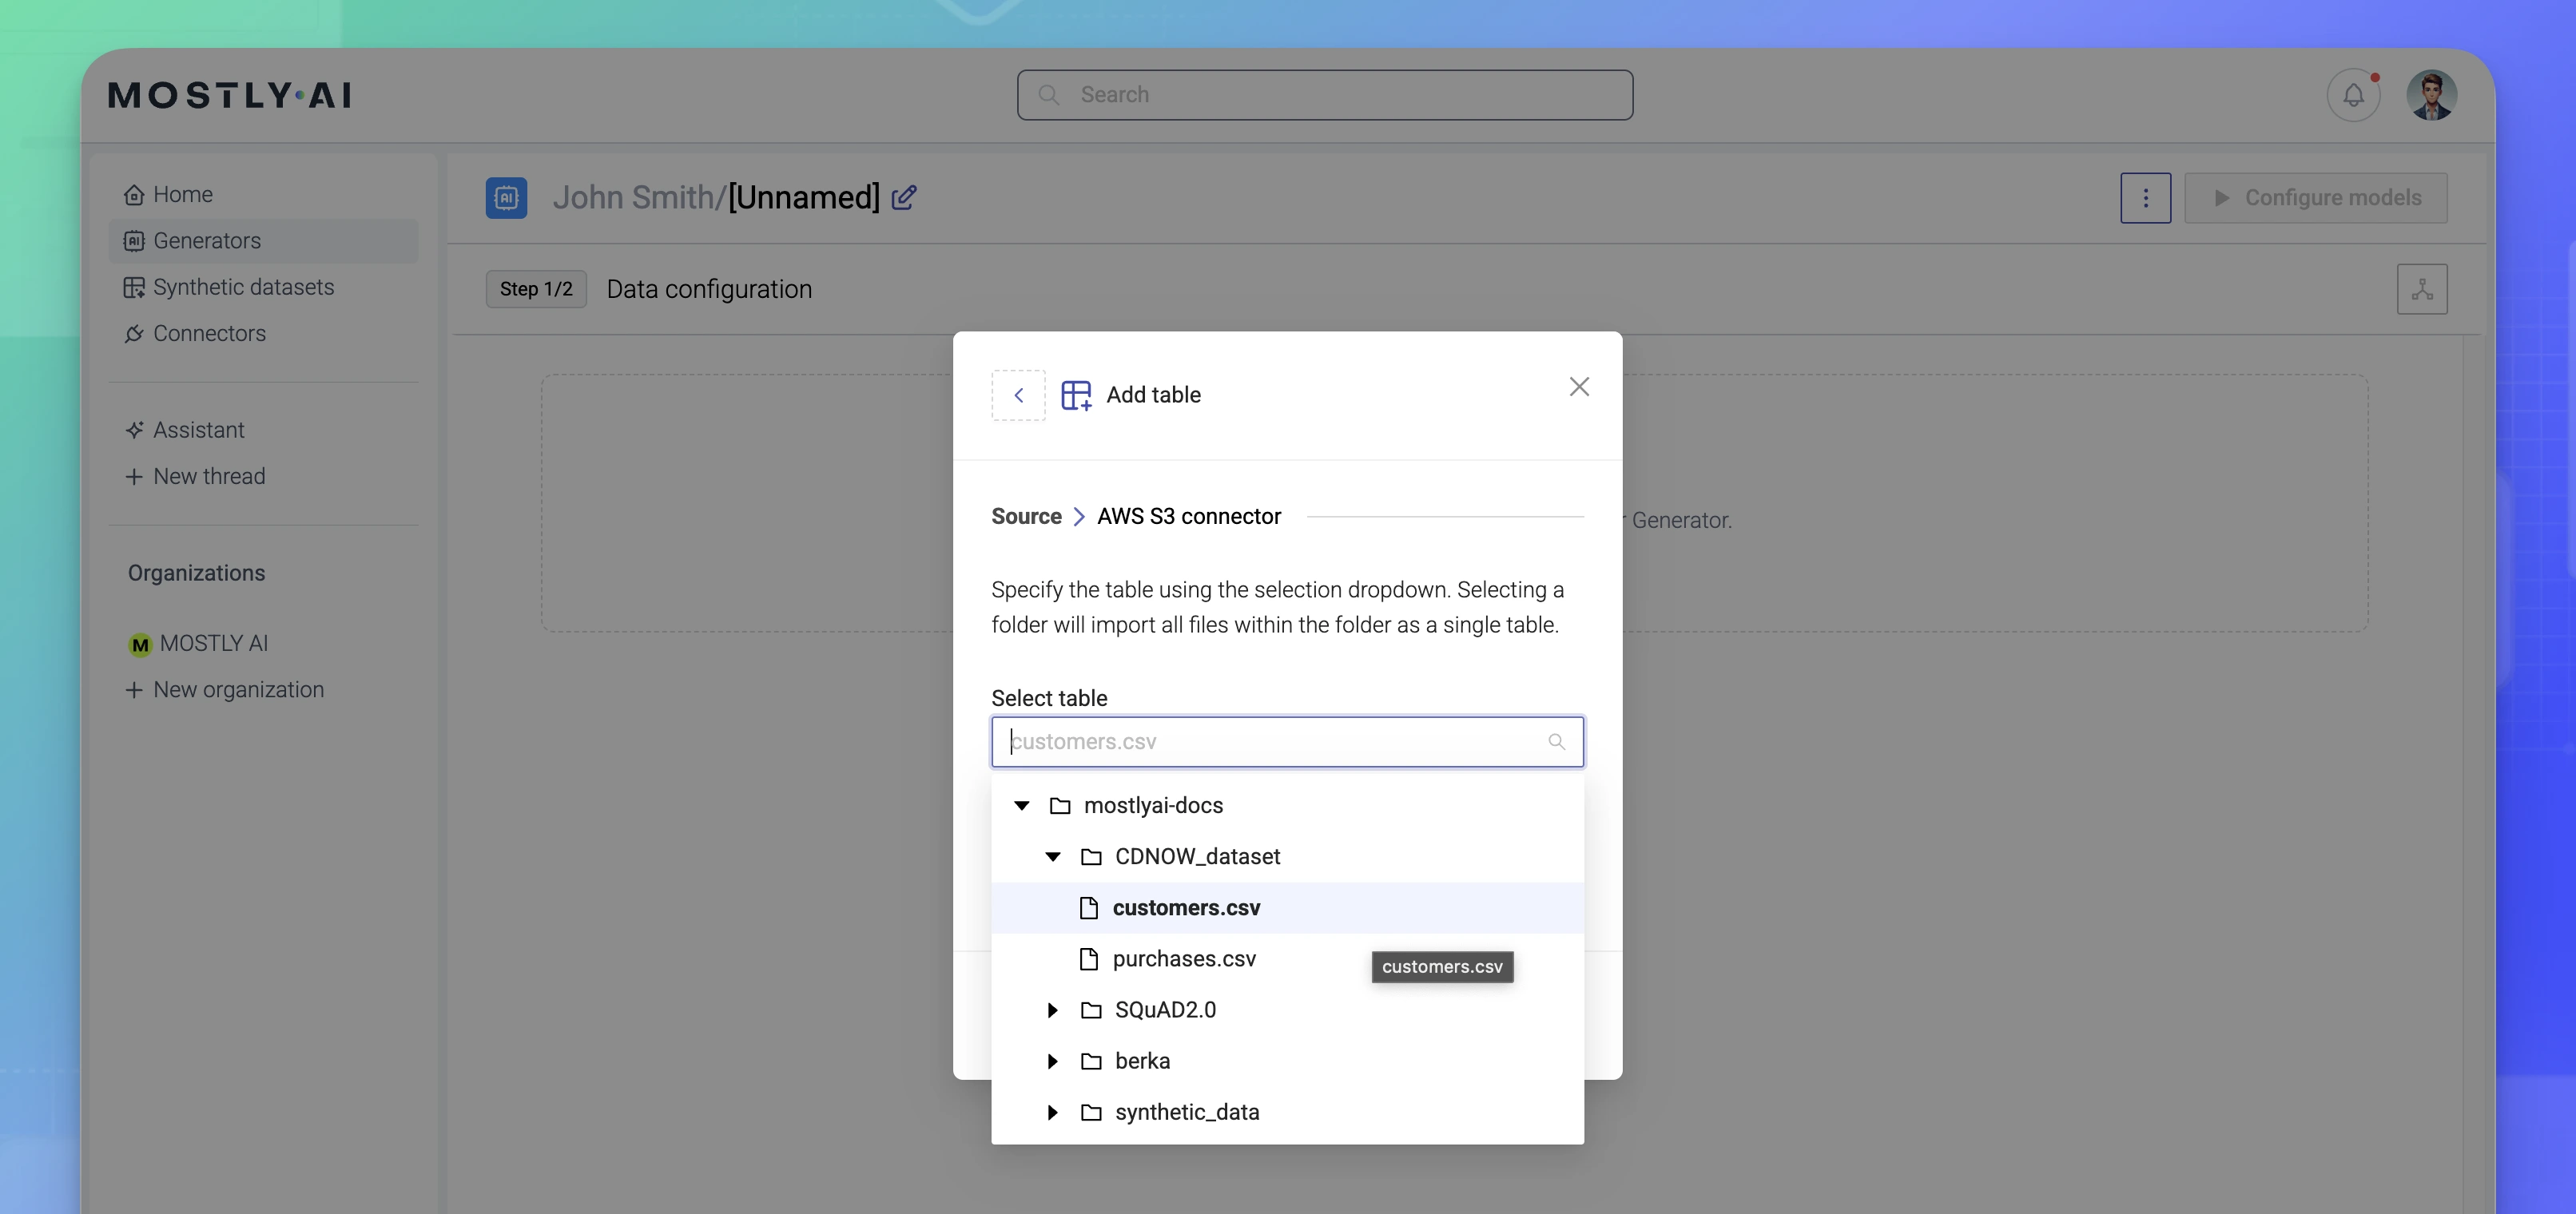 MOSTLY·AI
Search
Home
Generators
Synthetic datasets
Connectors
Assistant
New thread
Organizations
M MOSTLY AI
New organization
John Smith/[Unnamed]
Configure models
Step 1/2
Data configuration
r Generator.
Add table
Source > AWS S3 connector
Specify the table using the selection dropdown. Selecting a
folder will import all files within the folder as a single table.
Select table
customers.csv
mostlyai-docs
CDNOW_dataset
customers.csv
purchases.csv
customers.csv
SQuAD2.0
berka
synthetic_data